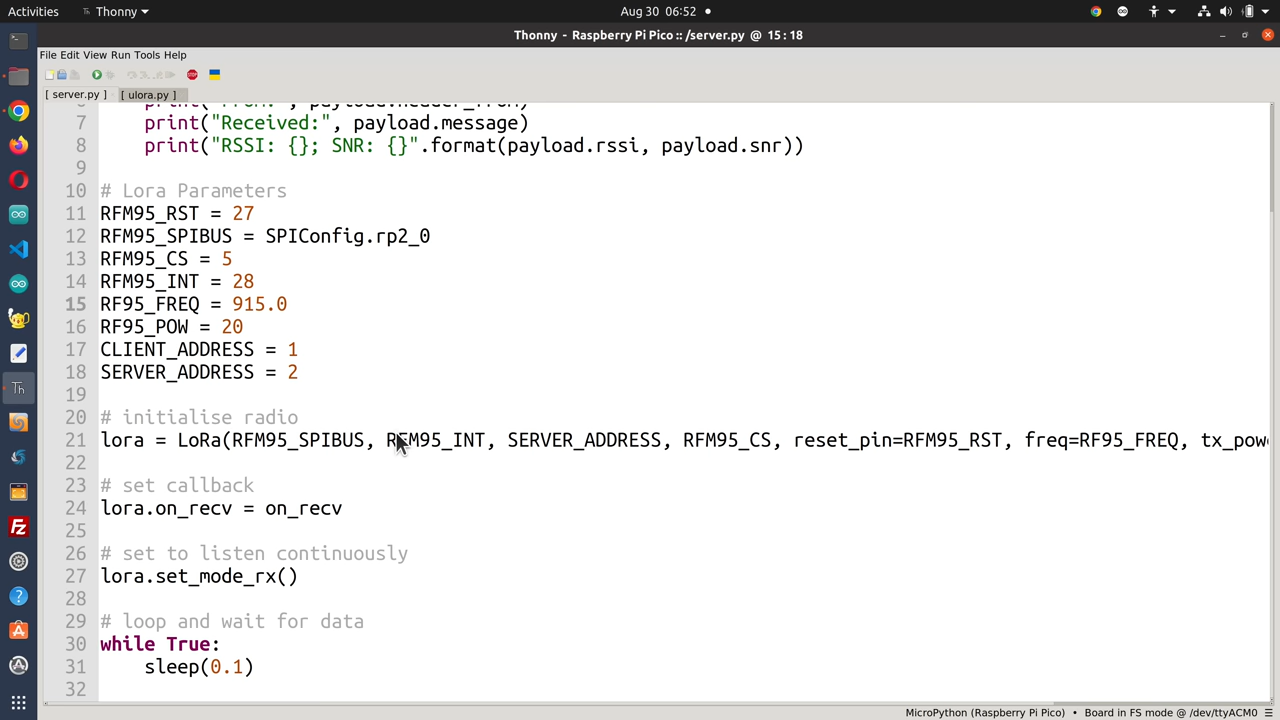 Activities Thonny Aug 30 06:52
Thonny - Raspberry Pi Pico :: /server.py @ 15 : 18
File Edit View Run Tools Help
[ server.py ] [ ulora.py ]
7 print("Received:", payload.message)
8 print("RSSI: {}; SNR: {}".format(payload.rssi, payload.snr))
9
10 # Lora Parameters
11 RFM95_RST = 27
12 RFM95_SPIBUS = SPIConfig.rp2_0
13 RFM95_CS = 5
14 RFM95_INT = 28
15 RF95_FREQ = 915.0
16 RF95_POW = 20
17 CLIENT_ADDRESS = 1
18 SERVER_ADDRESS = 2
19
20 # initialise radio
21 lora = LoRa(RFM95_SPIBUS, RFM95_INT, SERVER_ADDRESS, RFM95_CS, reset_pin=RFM95_RST, freq=RF95_FREQ, tx_pow
22
23 # set callback
24 lora.on_recv = on_recv
25
26 # set to listen continuously
27 lora.set_mode_rx()
28
29 # loop and wait for data
30 while True:
31 sleep(0.1)
32
MicroPython (Raspberry Pi Pico) • Board in FS mode @ /dev/ttyACM0